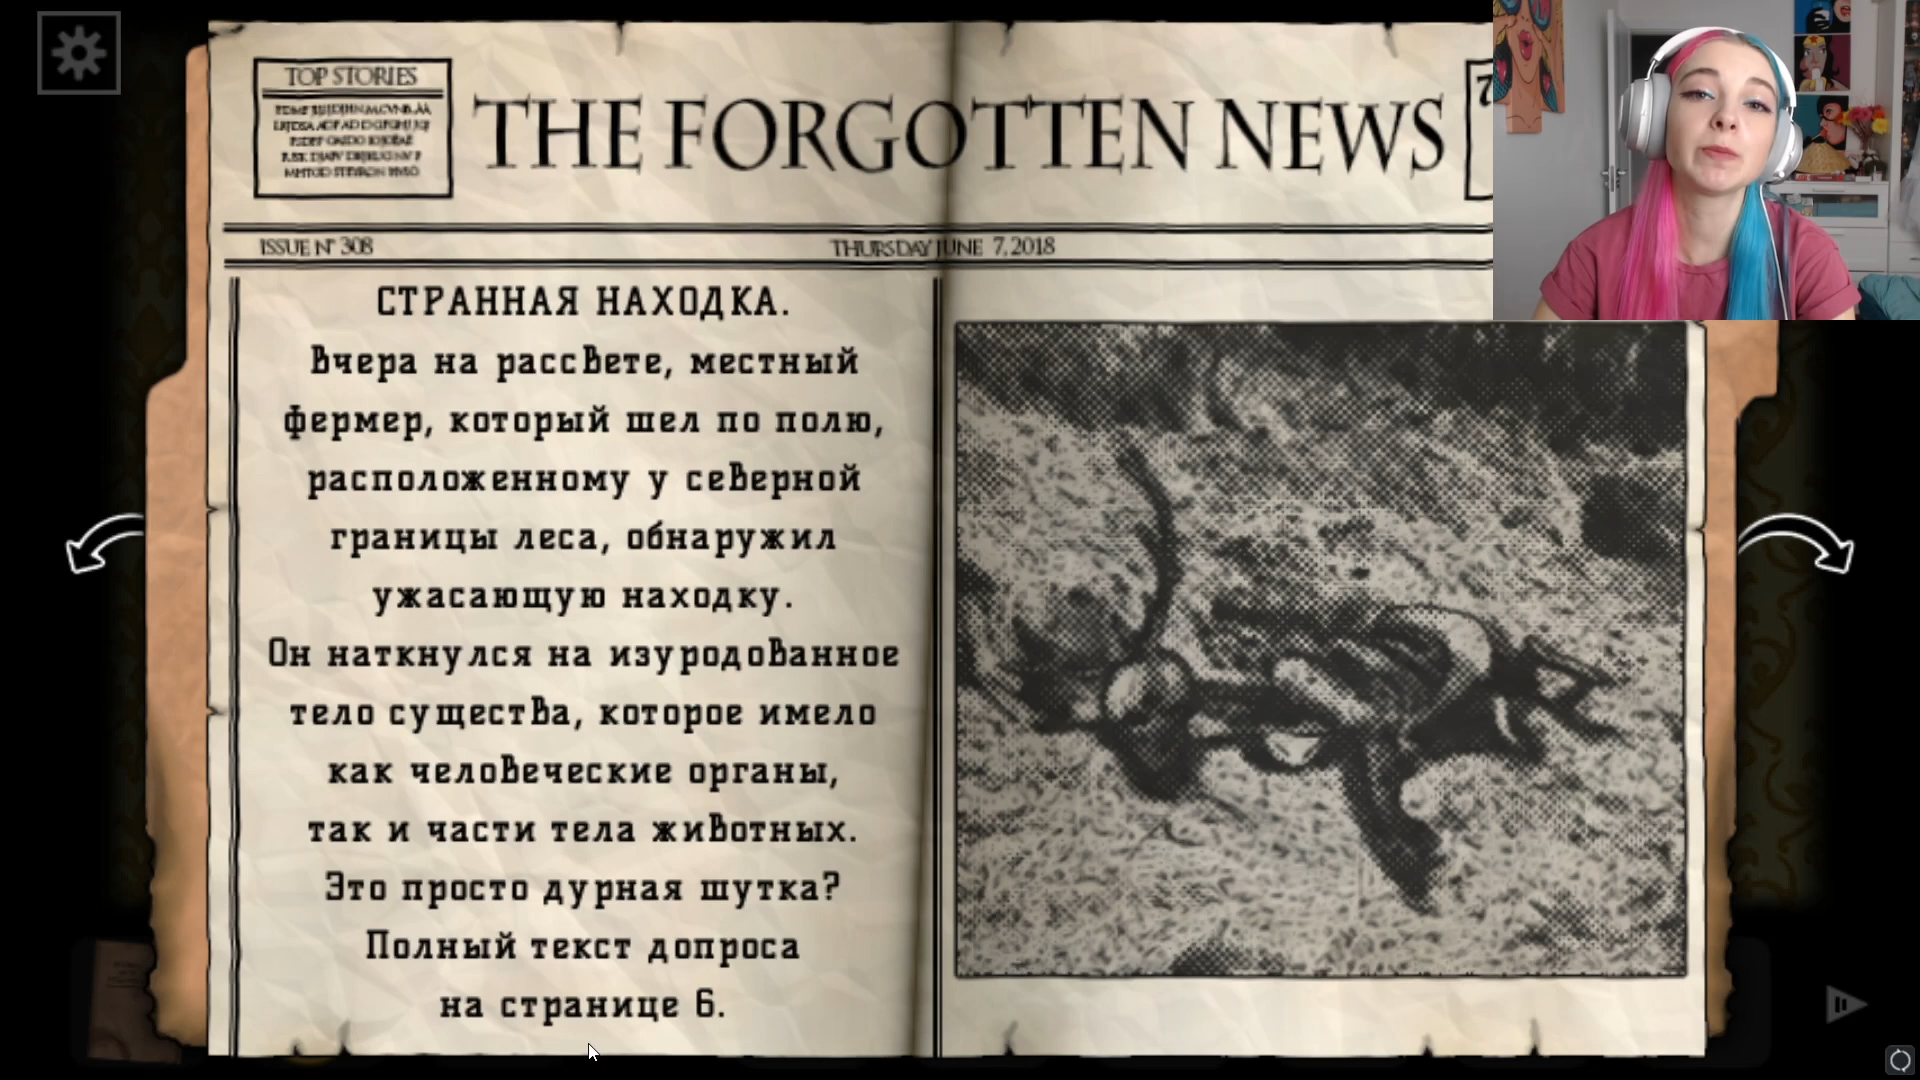 TOP STORIES
THE FORGOTTEN NEWS
ISSUE N° 308
THURSDAY JUNE 7, 2018
СТРАННАЯ НАХОДКА.
Вчера на рассвете, местный
фермер, который шел по полю,
расположенному у северной
границы леса, обнаружил
ужасающую находку.
Он наткнулся на изуродованное
тело существа, которое имело
как человеческие органы,
так и части тела животных.
Это просто дурная шутка?
Полный текст допроса
на странице 6.